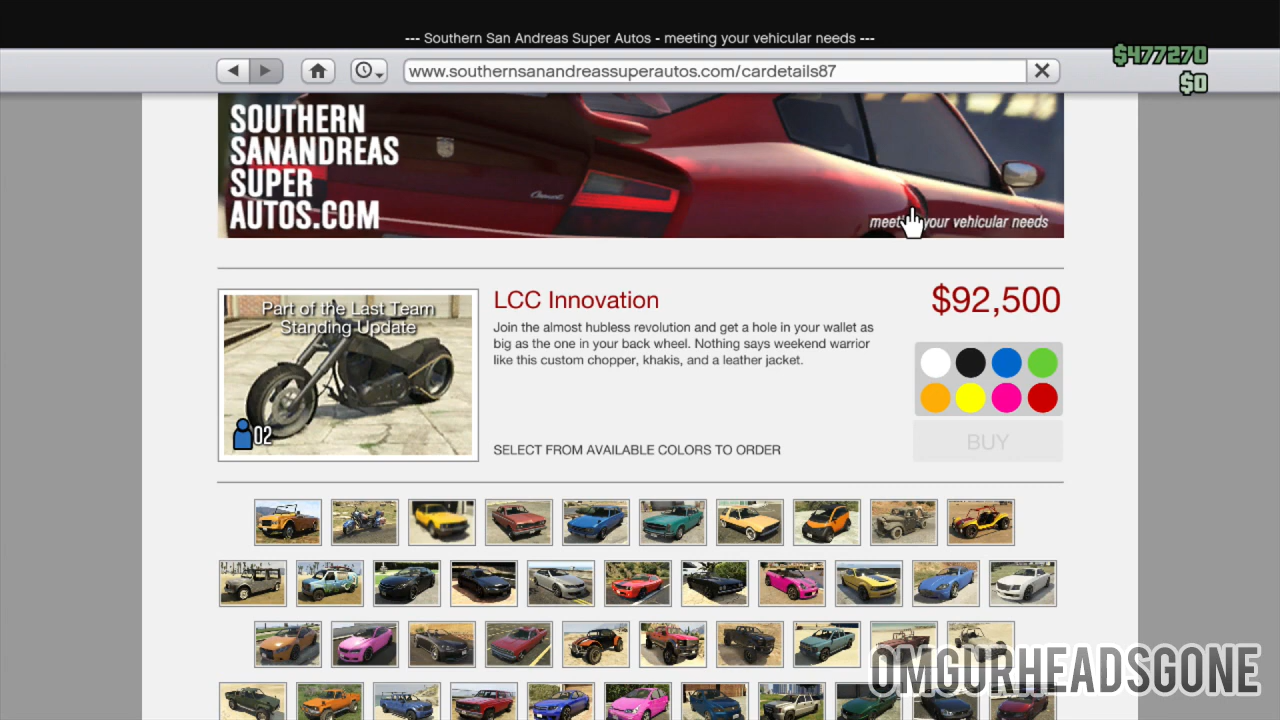 --- Southern San Andreas Super Autos - meeting your vehicular needs ---
www.southernsanandreassuperautos.com/cardetails87
$477270
$0
SOUTHERN
SANANDREAS
SUPER
AUTOS.COM
your vehicular needs
Part of the Last Team
Standing Update
02
LCC Innovation
Join the almost hubless revolution and get a hole in your wallet as
big as the one in your back wheel. Nothing says weekend warrior
like this custom chopper, khakis, and a leather jacket.
SELECT FROM AVAILABLE COLORS TO ORDER
$92,500
BUY
OMGURHEADSGONE